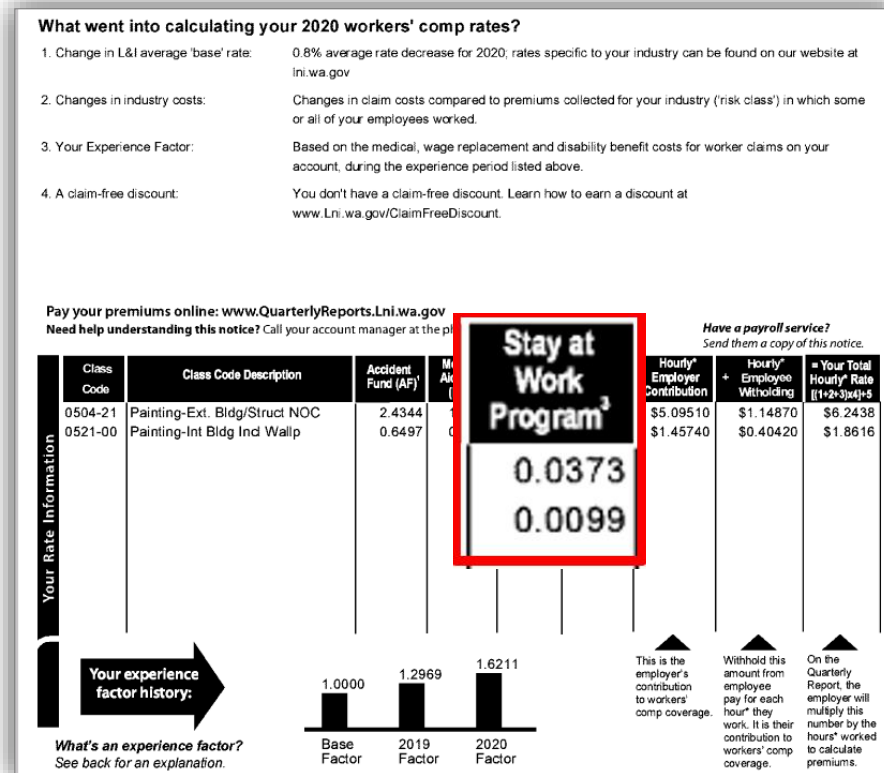 What went into calculating your 2020 workers' comp rates?
1. Change in L&I average 'base' rate: 0.8% average rate decrease for 2020; rates specific to your industry can be found on our website at
lni.wa.gov
2. Changes in industry costs: Changes in claim costs compared to premiums collected for your industry ('risk class') in which some
or all of your employees worked.
3. Your Experience Factor: Based on the medical, wage replacement and disability benefit costs for worker claims on your
account, during the experience period listed above.
4. A claim-free discount: You don't have a claim-free discount. Learn how to earn a discount at
www.Lni.wa.gov/ClaimFreeDiscount.
Pay your premiums online: www.QuarterlyReports.Lni.wa.gov
Need help understanding this notice? Call your account manager at the
Have a payroll service?
Send them a copy of this notice.
Class
Code
Class Code Description
Accident
Fund (AF)¹
Stay at
Work
Program³
Hourly*
Employer
Contribution
+ Hourly*
Employee
Witholding
= Your Total
Hourly* Rate
[(1+2+3)x4]+5
0504-21 Painting-Ext. Bldg/Struct NOC 2.4344 0.0373 $5.09510 $1.14870 $6.2438
0521-00 Painting-Int Bldg Incl Wallp 0.6497 0.0099 $1.45740 $0.40420 $1.8616
Your Rate Information
Your experience
factor history:
1.0000
1.2969
1.6211
Base
Factor
2019
Factor
2020
Factor
What's an experience factor?
See back for an explanation.
This is the
employer's
contribution
to workers'
comp coverage.
Withhold this
amount from
employee
pay for each
hour* they
work. It is their
contribution to
workers' comp
coverage.
On the
Quarterly
Report, the
employer will
multiply this
number by the
hours* worked
to calculate
premiums.